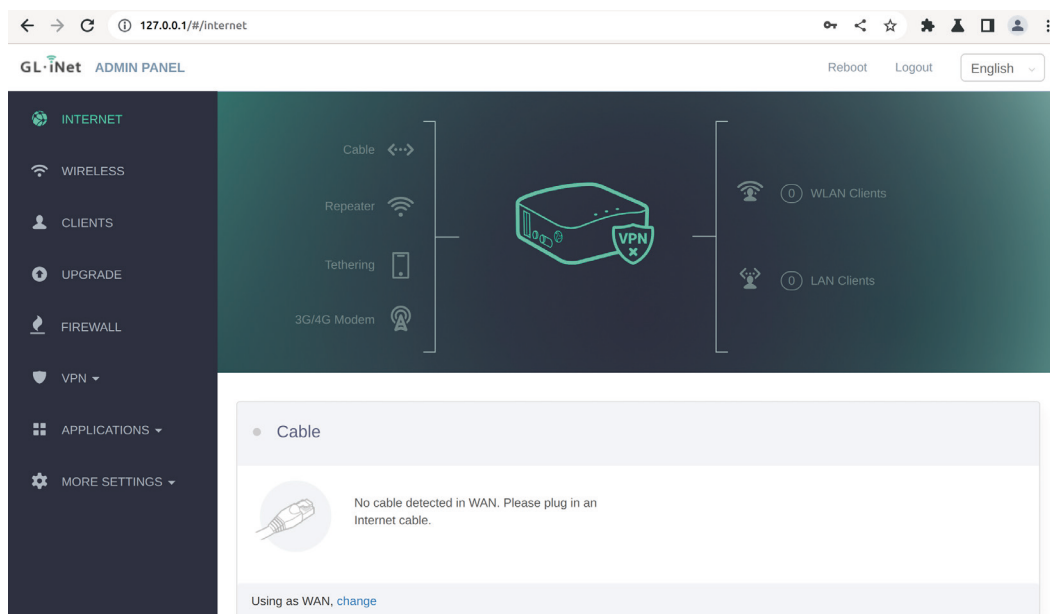 127.0.0.1/#/internet
GL·iNet ADMIN PANEL
Reboot
Logout
English
INTERNET
WIRELESS
CLIENTS
UPGRADE
FIREWALL
VPN
APPLICATIONS
MORE SETTINGS
Cable
Repeater
Tethering
3G/4G Modem
VPN
0 WLAN Clients
0 LAN Clients
Cable
No cable detected in WAN. Please plug in an
Internet cable.
Using as WAN, change